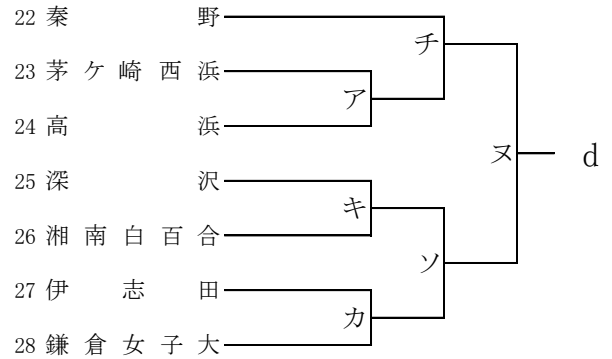 22 秦野
チ
23 茅ケ崎西浜
ア
24 高浜
ヌ d
25 深沢
キ
26 湘南白百合
ソ
27 伊志田
カ
28 鎌倉女子大